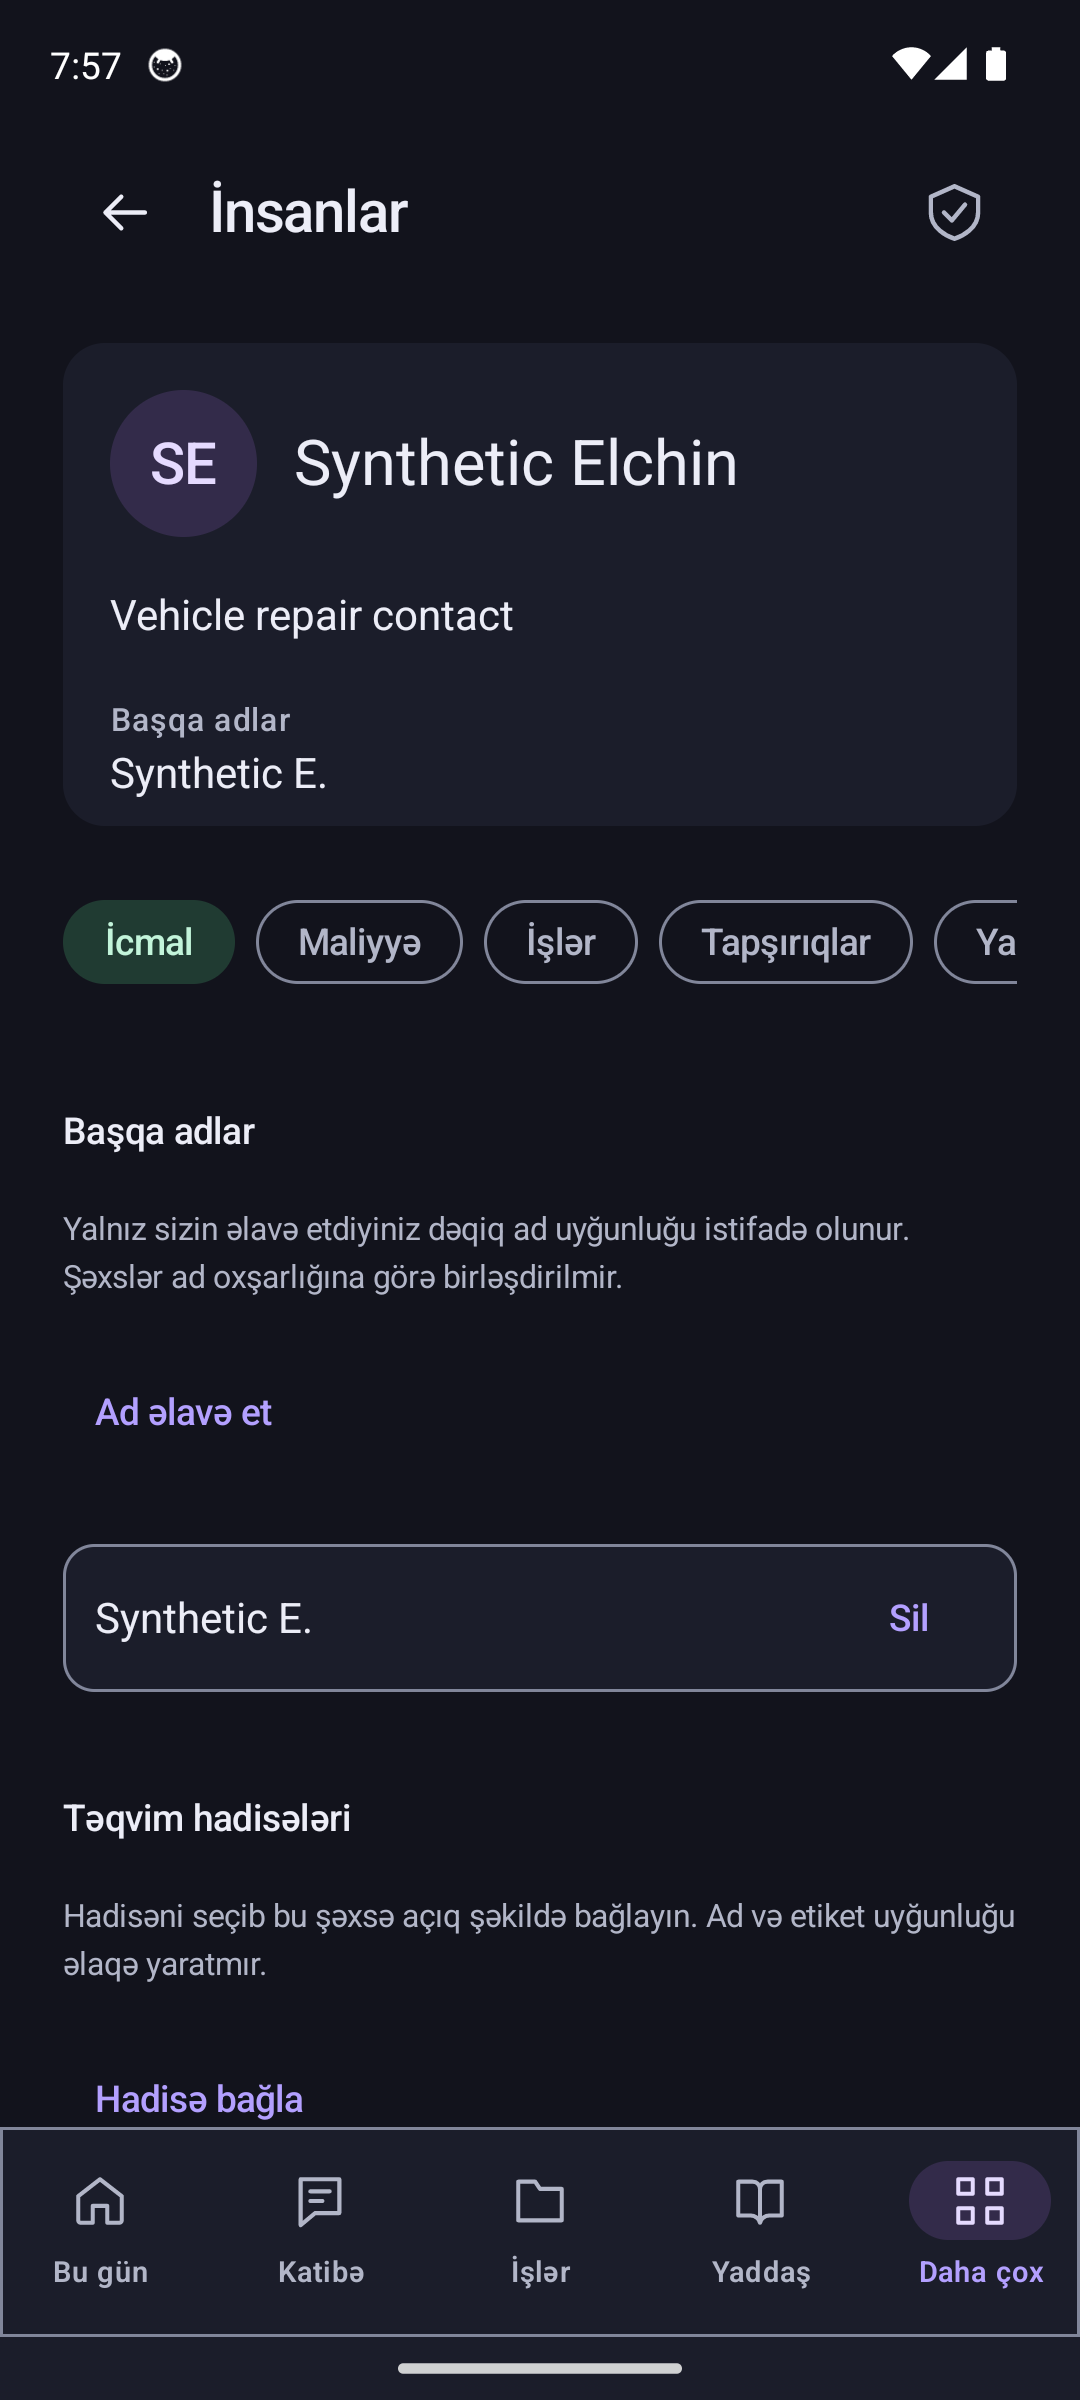 7:57
İnsanlar
SE
Synthetic Elchin
Vehicle repair contact
Başqa adlar
Synthetic E.
İcmal
Maliyyə
İşlər
Tapşırıqlar
Ya
Başqa adlar
Yalnız sizin əlavə etdiyiniz dəqiq ad uyğunluğu istifadə olunur.
Şəxslər ad oxşarlığına görə birləşdirilmir.
Ad əlavə et
Synthetic E.
Sil
Təqvim hadisələri
Hadisəni seçib bu şəxsə açıq şəkildə bağlayın. Ad və etiket uyğunluğu
əlaqə yaratmır.
Hadisə bağla
Bu gün
Katibə
İşlər
Yaddaş
Daha çox